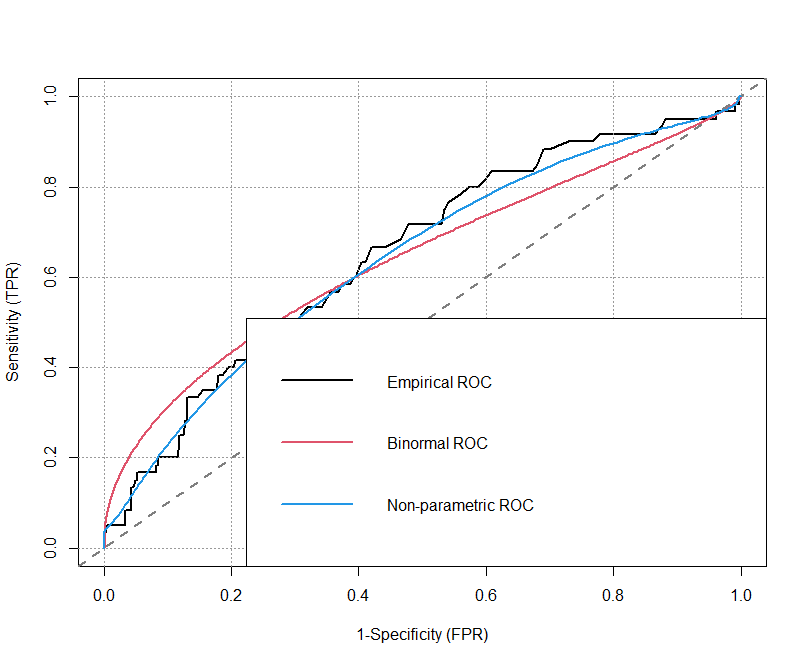 1.0
0.8
0.6
0.4
0.2
0.0
Sensitivity (TPR)
Empirical ROC
Binormal ROC
Non-parametric ROC
0.0 0.2 0.4 0.6 0.8 1.0
1-Specificity (FPR)